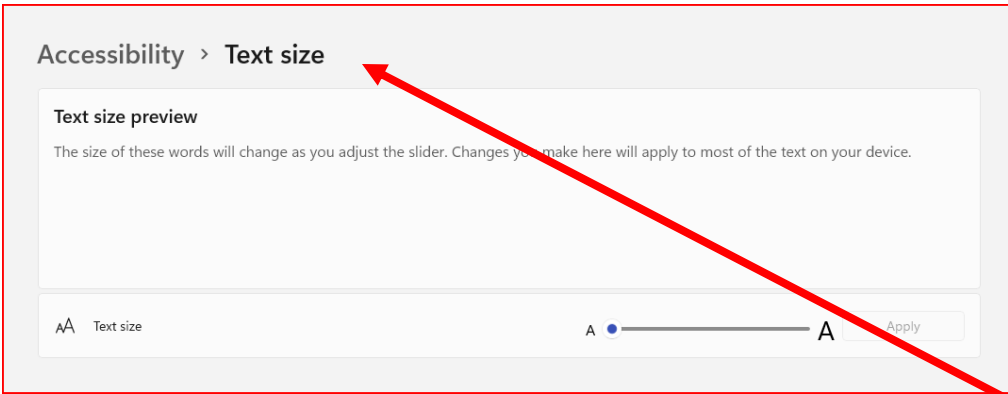 Accessibility > Text size
Text size preview
The size of these words will change as you adjust the slider. Changes you make here will apply to most of the text on your device.
AA Text size A A Apply